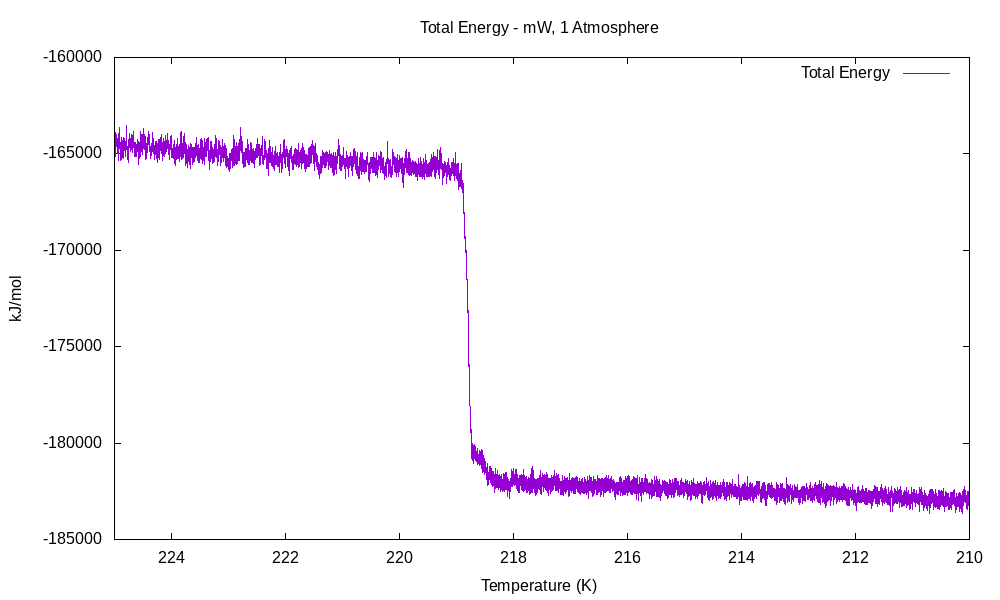 Total Energy - mW, 1 Atmosphere
Total Energy
-160000
-165000
-170000
-175000
-180000
-185000
kJ/mol
224 222 220 218 216 214 212 210
Temperature (K)